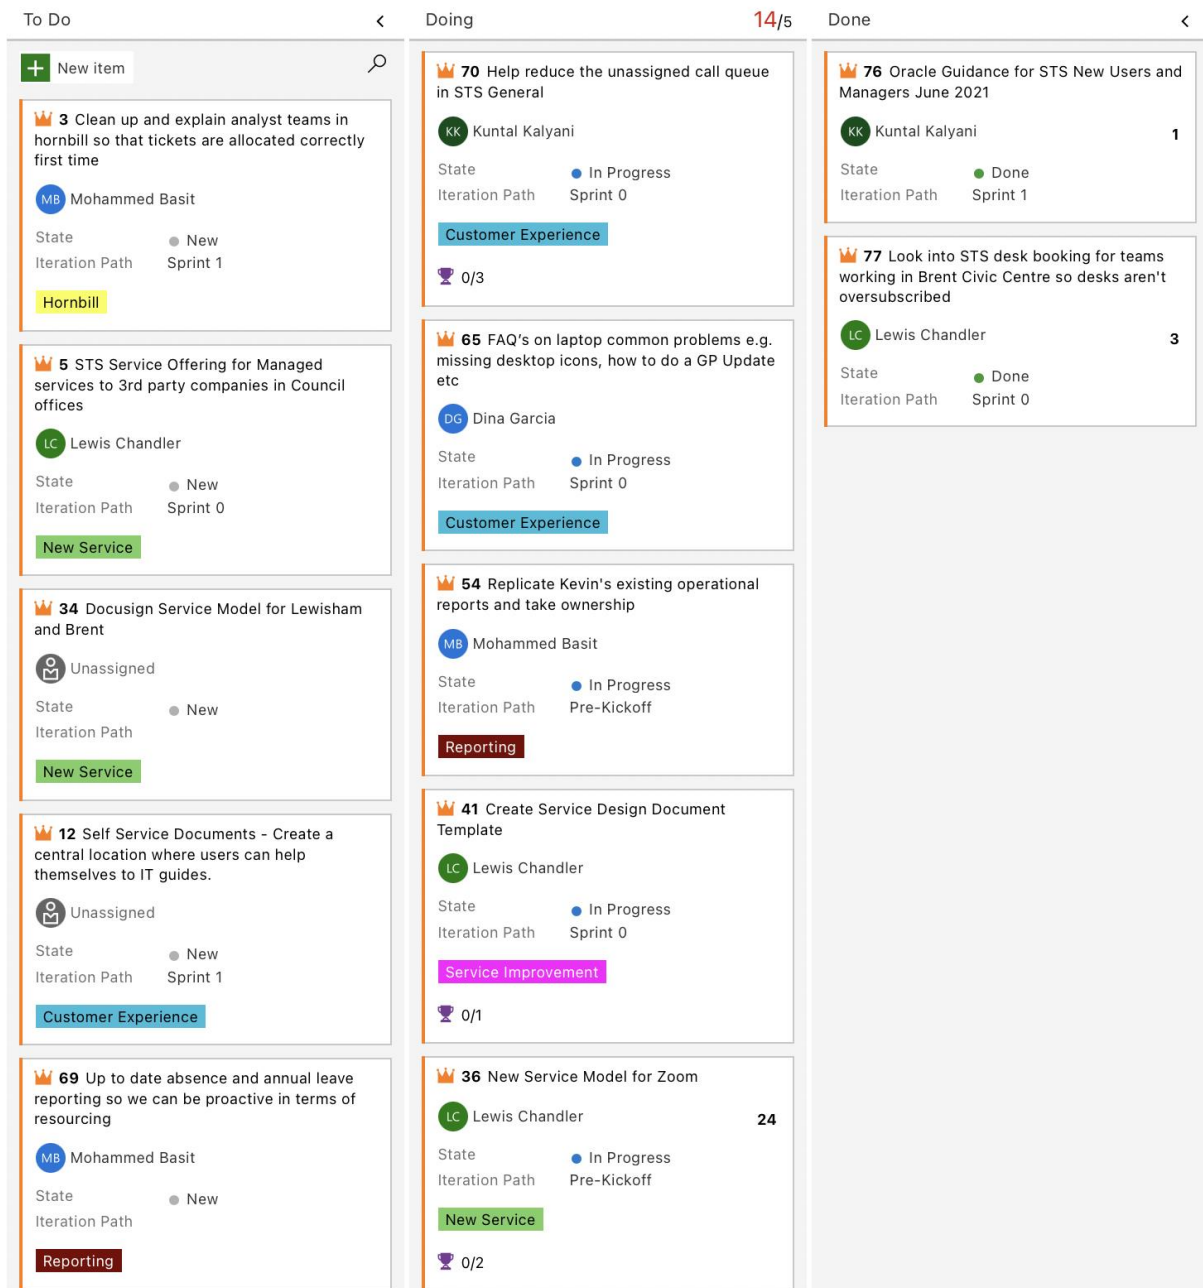 To Do
New item
3 Clean up and explain analyst teams in
hornbill so that tickets are allocated correctly
first time
MB Mohammed Basit
State New
Iteration Path Sprint 1
Hornbill
5 STS Service Offering for Managed
services to 3rd party companies in Council
offices
LC Lewis Chandler
State New
Iteration Path Sprint 0
New Service
34 Docusign Service Model for Lewisham
and Brent
Unassigned
State New
Iteration Path
New Service
12 Self Service Documents - Create a
central location where users can help
themselves to IT guides.
Unassigned
State New
Iteration Path Sprint 1
Customer Experience
69 Up to date absence and annual leave
reporting so we can be proactive in terms of
resourcing
MB Mohammed Basit
State New
Iteration Path
Reporting
Doing 14/5
70 Help reduce the unassigned call queue
in STS General
KK Kuntal Kalyani
State In Progress
Iteration Path Sprint 0
Customer Experience
0/3
65 FAQ's on laptop common problems e.g.
missing desktop icons, how to do a GP Update
etc
DG Dina Garcia
State In Progress
Iteration Path Sprint 0
Customer Experience
54 Replicate Kevin's existing operational
reports and take ownership
MB Mohammed Basit
State In Progress
Iteration Path Pre-Kickoff
Reporting
41 Create Service Design Document
Template
LC Lewis Chandler
State In Progress
Iteration Path Sprint 0
Service Improvement
0/1
36 New Service Model for Zoom
LC Lewis Chandler 24
State In Progress
Iteration Path Pre-Kickoff
New Service
0/2
Done
76 Oracle Guidance for STS New Users and
Managers June 2021
KK Kuntal Kalyani 1
State Done
Iteration Path Sprint 1
77 Look into STS desk booking for teams
working in Brent Civic Centre so desks aren't
oversubscribed
LC Lewis Chandler 3
State Done
Iteration Path Sprint 0